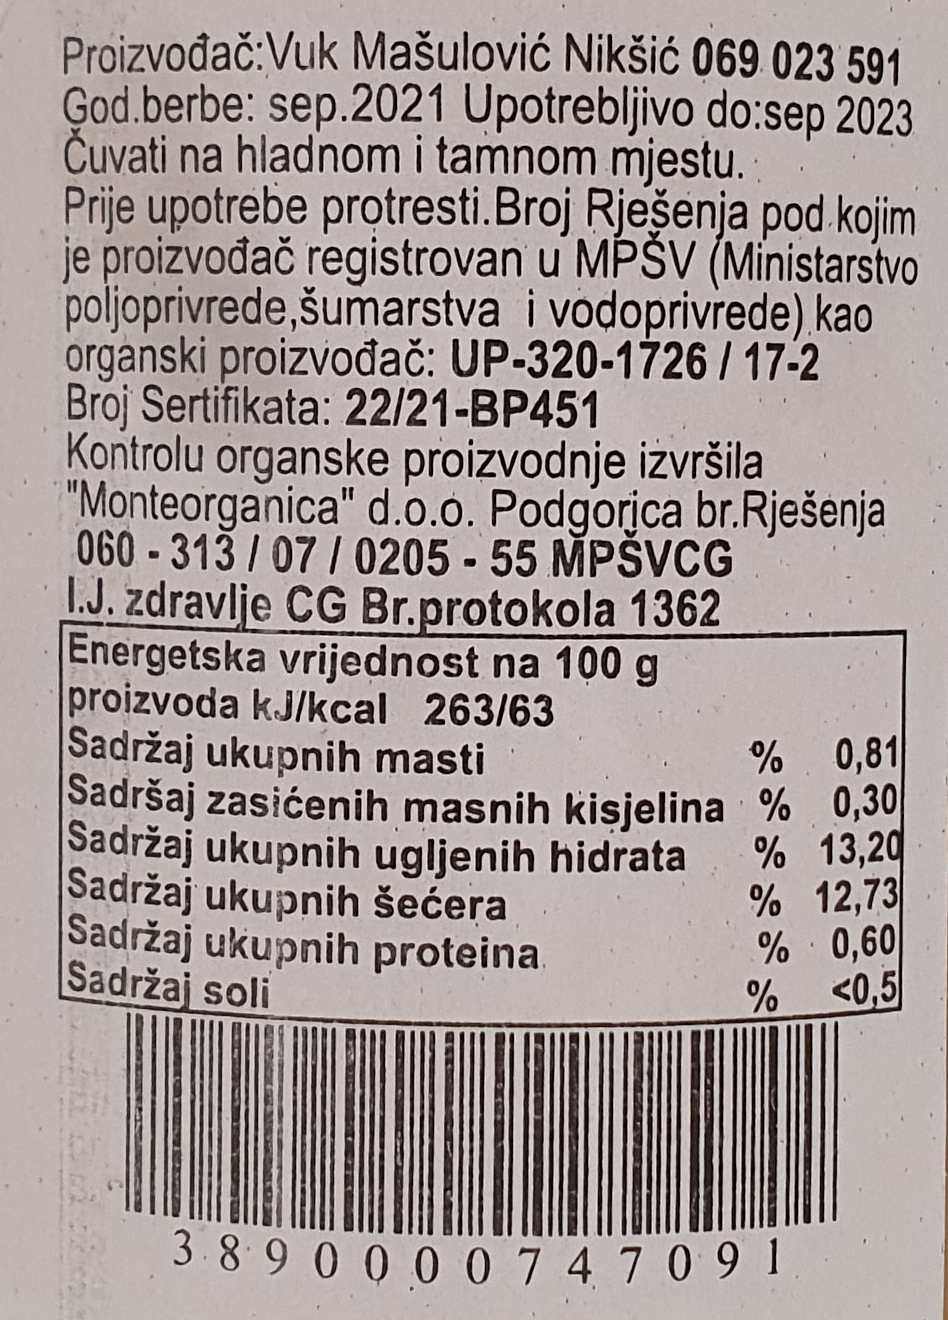 Proizvođač:Vuk Mašulović Nikšić 069 023 591
God.berbe: sep.2021 Upotrebljivo do:sep 2023
Čuvati na hladnom i tamnom mjestu.
Prije upotrebe protresti.Broj Rješenja pod kojim
je proizvođač registrovan u MPŠV (Ministarstvo
poljoprivrede,šumarstva i vodoprivrede) kao
organski proizvođač: UP-320-1726 / 17-2
Broj Sertifikata: 22/21-BP451
Kontrolu organske proizvodnje izvršila
"Monteorganica" d.o.o. Podgorica br.Rješenja
060 - 313 / 07 / 0205 - 55 MPŠVCG
I.J. zdravlje CG Br.protokola 1362
Energetska vrijednost na 100 g
proizvoda kJ/kcal 263/63
Sadržaj ukupnih masti % 0,81
Sadršaj zasićenih masnih kisjelina % 0,30
Sadržaj ukupnih ugljenih hidrata % 13,20
Sadržaj ukupnih šećera % 12,73
Sadržaj ukupnih proteina % 0,60
Sadržaj soli % <0,5
3890000747091